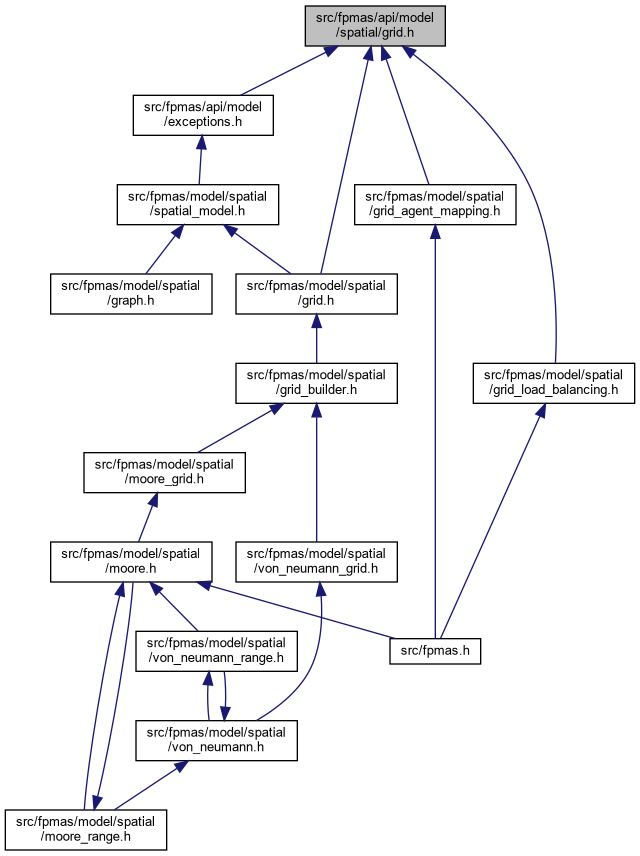 src/fpmas/api/model
/spatial/grid.h
src/fpmas/api/model
/exceptions.h
src/fpmas/model/spatial
/spatial_model.h
src/fpmas/model/spatial
/grid_agent_mapping.h
src/fpmas/model/spatial
/graph.h
src/fpmas/model/spatial
/grid.h
src/fpmas/model/spatial
/grid_builder.h
src/fpmas/model/spatial
/grid_load_balancing.h
src/fpmas/model/spatial
/moore_grid.h
src/fpmas/model/spatial
/moore.h
src/fpmas/model/spatial
/von_neumann_grid.h
src/fpmas/model/spatial
/von_neumann_range.h
src/fpmas.h
src/fpmas/model/spatial
/von_neumann.h
src/fpmas/model/spatial
/moore_range.h